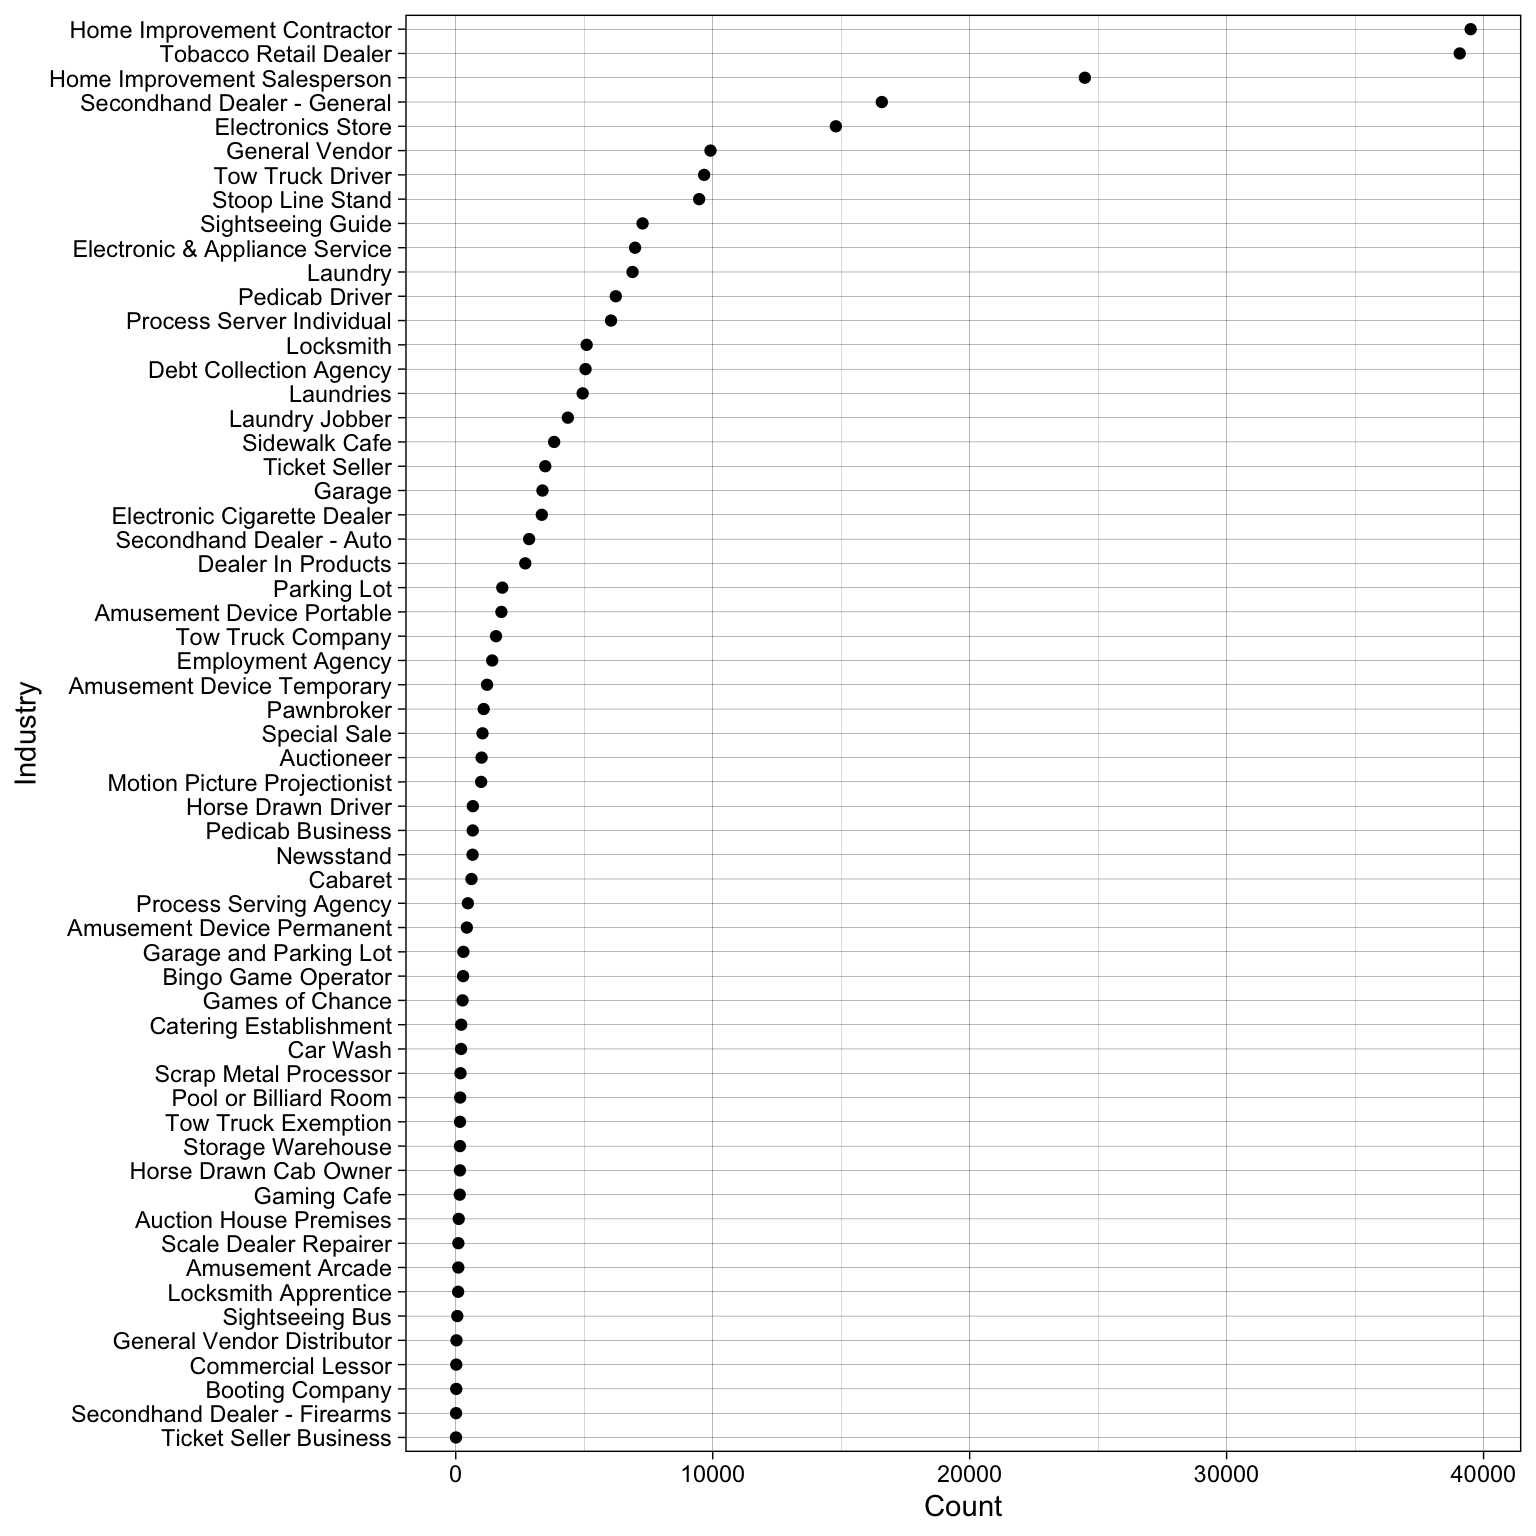 Home Improvement Contractor
Tobacco Retail Dealer
Home Improvement Salesperson
Secondhand Dealer - General
Electronics Store
General Vendor
Tow Truck Driver
Stoop Line Stand
Sightseeing Guide
Electronic & Appliance Service
Laundry
Pedicab Driver
Process Server Individual
Locksmith
Debt Collection Agency
Laundries
Laundry Jobber
Sidewalk Cafe
Ticket Seller
Garage
Electronic Cigarette Dealer
Secondhand Dealer - Auto
Dealer In Products
Parking Lot
Amusement Device Portable
Tow Truck Company
Employment Agency
Amusement Device Temporary
Pawnbroker
Special Sale
Auctioneer
Motion Picture Projectionist
Horse Drawn Driver
Pedicab Business
Newsstand
Cabaret
Process Serving Agency
Amusement Device Permanent
Garage and Parking Lot
Bingo Game Operator
Games of Chance
Catering Establishment
Car Wash
Scrap Metal Processor
Pool or Billiard Room
Tow Truck Exemption
Storage Warehouse
Horse Drawn Cab Owner
Gaming Cafe
Auction House Premises
Scale Dealer Repairer
Amusement Arcade
Locksmith Apprentice
Sightseeing Bus
General Vendor Distributor
Commercial Lessor
Booting Company
Secondhand Dealer - Firearms
Ticket Seller Business
Industry
0 10000 20000 30000 40000
Count